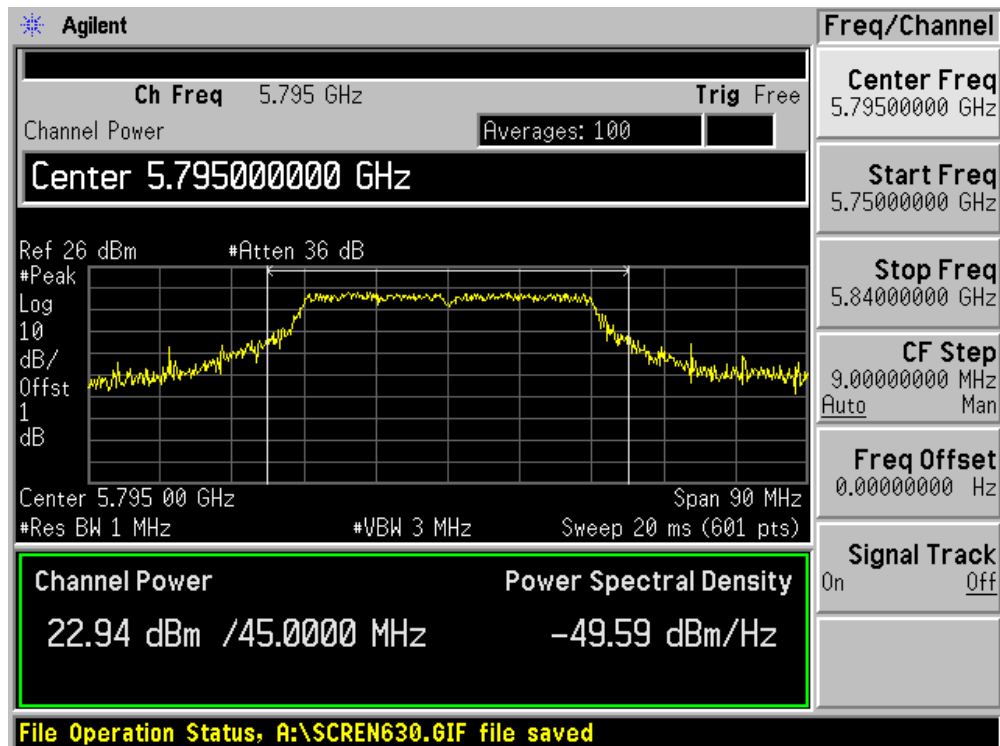 Agilent
Freq/Channel
Ch Freq 5.795 GHz Trig Free
Channel Power Averages: 100
Center 5.795000000 GHz
Ref 26 dBm #Atten 36 dB
#Peak
Log
10
dB/
Offst
1
dB
Center 5.795 00 GHz Span 90 MHz
#Res BW 1 MHz #VBW 3 MHz Sweep 20 ms (601 pts)
Channel Power Power Spectral Density
22.94 dBm /45.0000 MHz -49.59 dBm/Hz
File Operation Status, A:\SCREN630.GIF file saved
Center Freq
5.79500000 GHz
Start Freq
5.75000000 GHz
Stop Freq
5.84000000 GHz
CF Step
9.00000000 MHz
Auto Man
Freq Offset
0.00000000 Hz
Signal Track
On Off